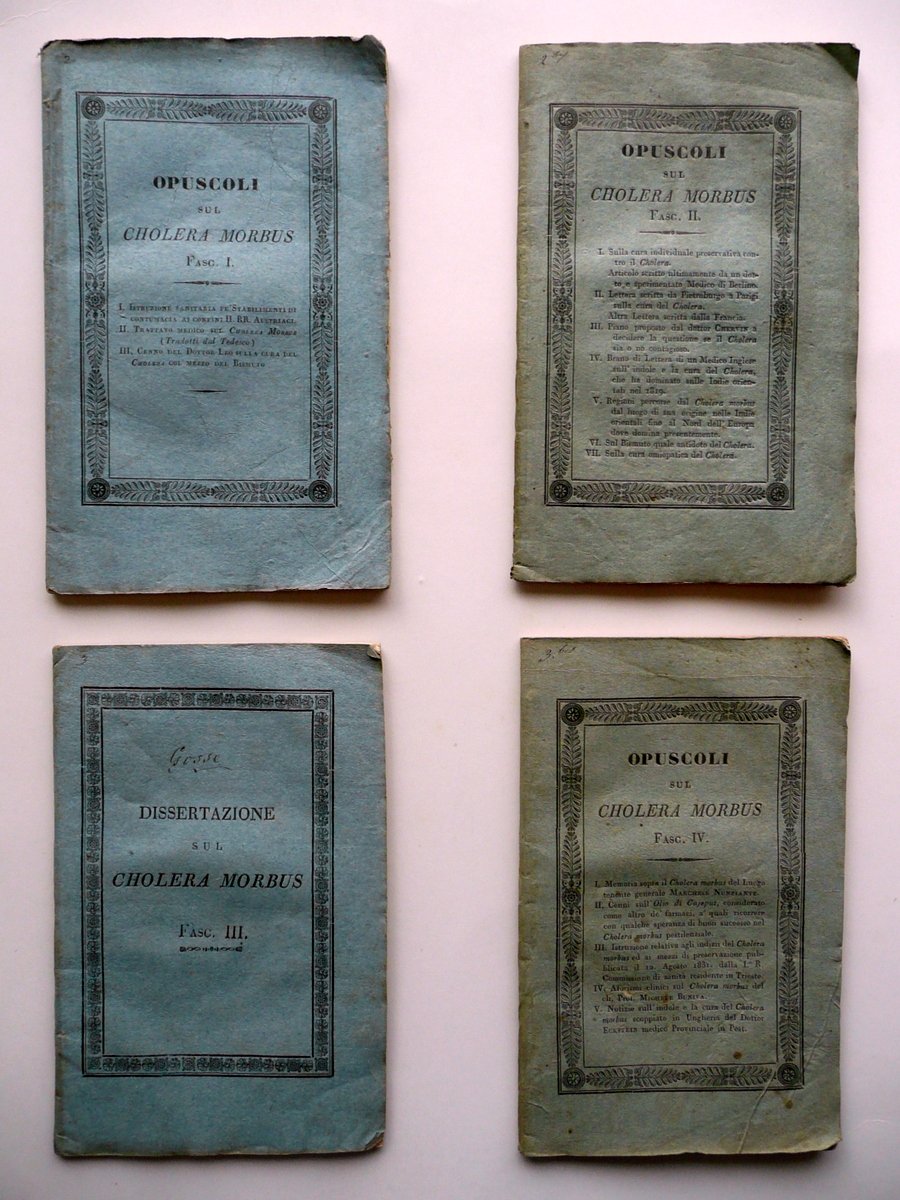 2
OPUSCOLI
SUL
CHOLERA MORBUS
FASC. I.
I. ISTRUZIONE SANITARIA PE' STABILIMENTI DI
CONTUMACIA AI CONFINI II. RR. AUSTRIACI.
II. TRATTATO MEDICO SUL CHOLERA MORBUS
(Tradotti dal Tedesco)
III. CENNO DEL DOTTOR LEO SULLA CURA DEL
CHOLERA COL MEZZO DEL BISMUTO
OPUSCOLI
SUL
CHOLERA MORBUS
FASC. II.
I. Sulla cura individuale preservativa con-
tro il Cholera.
Articolo scritto ultimamente da un dot-
to e sperimentato Medico di Berlino.
II. Lettera scritta da Pietroburgo a Parigi
sulla cura del Cholera.
Altra Lettera scritta dalla Francia.
III. Piano proposto dal dottor CHERVIN a
decidere la questione se il Cholera
sia o no contagioso.
IV. Brano di Lettera di un Medico Inglese
sull' indole e la cura del Cholera,
che ha dominato nelle Indie orien-
tali nel 1819.
V. Regioni percorse dal Cholera morbus
dal luogo di sua origine nelle Indie
orientali fino al Nord dell' Europa
dove domina presentemente.
VI. Sul Bismuto quale antidoto del Cholera.
VII. Sulla cura omiopatica del Cholera.
3
Gosse
DISSERTAZIONE
SUL
CHOLERA MORBUS
FASC. III.
OPUSCOLI
SUL
CHOLERA MORBUS
FASC. IV.
I. Memoria sopra il Cholera morbus del Luogo
tenente generale MARCHESE NUNZIANTE.
II. Cenni sull' Olio di Cajeput, considerato
come altro de' farmaci, a' quali ricorrere
con qualche speranza di buon successo nel
Cholera morbus pestilenziale.
III. Istruzione relativa agli indizi del Cholera
morbus ed ai mezzi di preservazione pub-
blicata il 12. Agosto 1831. dalla I. R.
Commissione di sanità residente in Trieste.
IV. Aforismi clinici sul Cholera morbus del
ch. Prof. MICHELE BUNIVA.
V. Notizie sull' indole e la cura del Cholera
morbus scoppiato in Ungheria del Dottor
medico Provinciale in Pest.